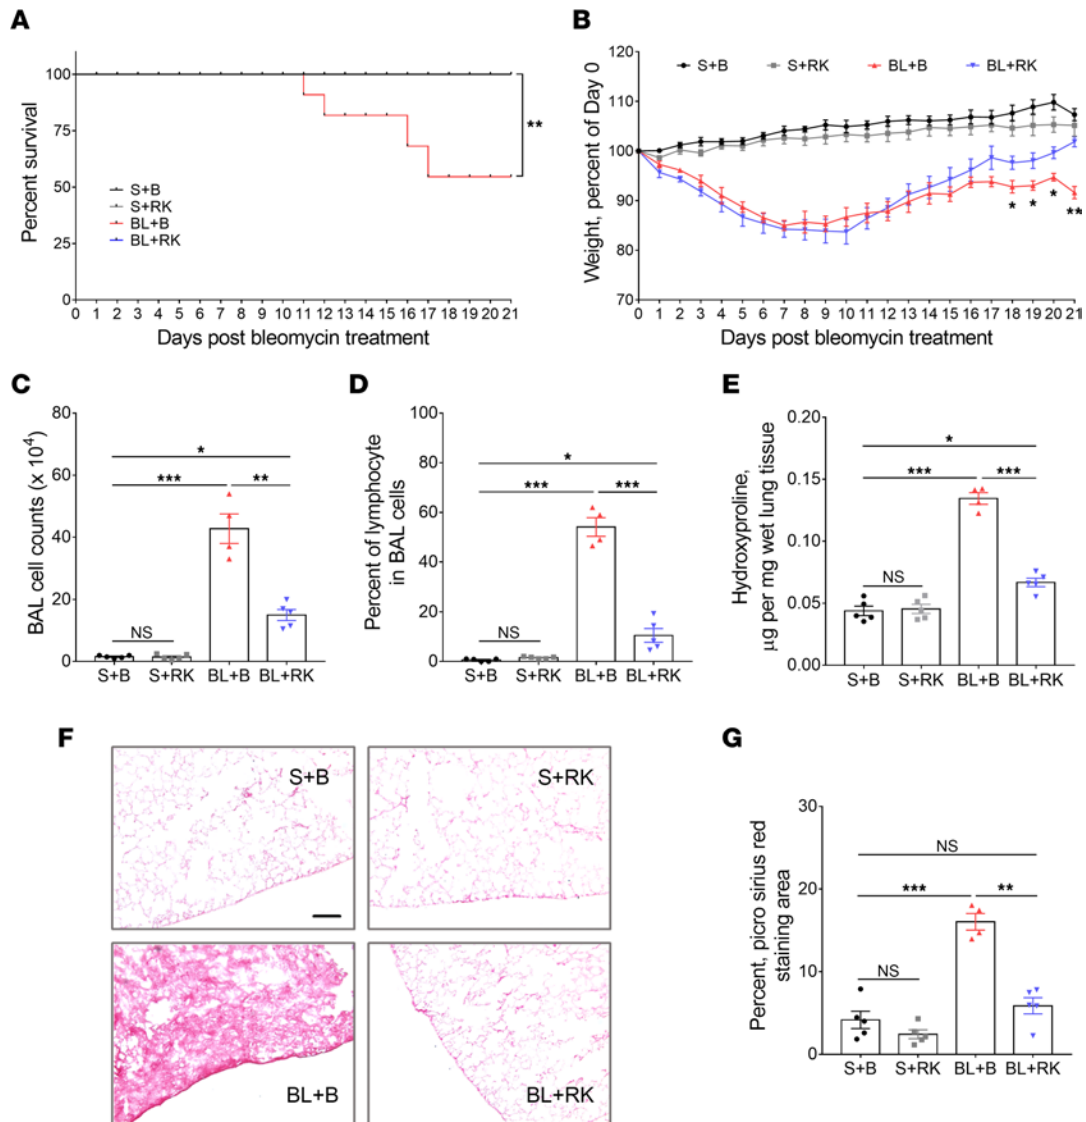 A
Percent survival
100
75
50
25
0
**
S+B
S+RK
BL+B
BL+RK
0 1 2 3 4 5 6 7 8 9 10 11 12 13 14 15 16 17 18 19 20 21
Days post bleomycin treatment
B
Weight, percent of Day 0
120
110
100
90
80
70
S+B S+RK BL+B BL+RK
* * * **
0 1 2 3 4 5 6 7 8 9 10 11 12 13 14 15 16 17 18 19 20 21
Days post bleomycin treatment
C
BAL cell counts (x 10⁴)
80
60
40
20
0
*
*** **
NS
S+B S+RK BL+B BL+RK
D
Percent of lymphocyte
in BAL cells
100
80
60
40
20
0
*
*** ***
NS
S+B S+RK BL+B BL+RK
E
Hydroxyproline,
µg per mg wet lung tissue
0.20
0.15
0.10
0.05
0.00
*
*** ***
NS
S+B S+RK BL+B BL+RK
F
S+B
S+RK
BL+B
BL+RK
G
Percent, picro sirius red
staining area
30
20
10
0
NS
*** **
NS
S+B S+RK BL+B BL+RK